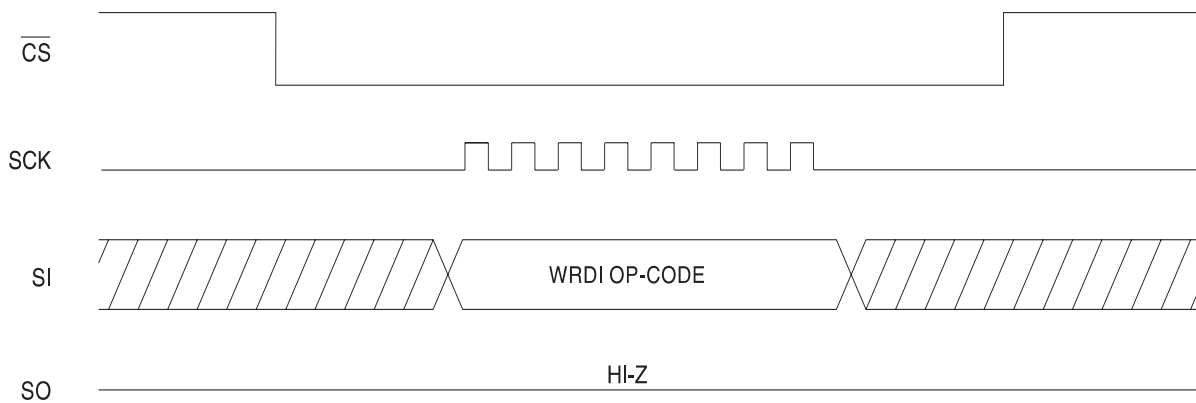 CS
SCK
SI
WRDI OP-CODE
HI-Z
SO